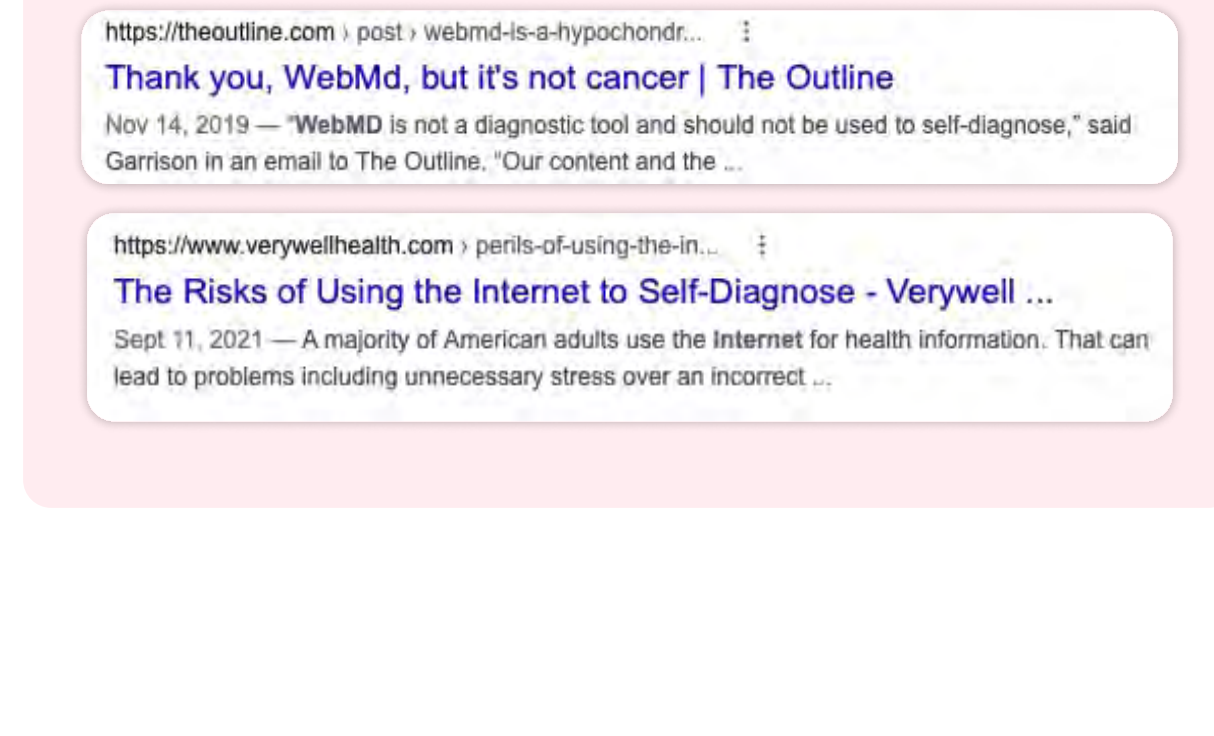 https://theoutline.com › post › webmd-is-a-hypochondr...
Thank you, WebMd, but it's not cancer | The Outline
Nov 14, 2019 — "WebMD is not a diagnostic tool and should not be used to self-diagnose," said
Garrison in an email to The Outline. "Our content and the ...
https://www.verywellhealth.com › perils-of-using-the-in...
The Risks of Using the Internet to Self-Diagnose - Verywell ...
Sept 11, 2021 — A majority of American adults use the Internet for health information. That can
lead to problems including unnecessary stress over an incorrect ...